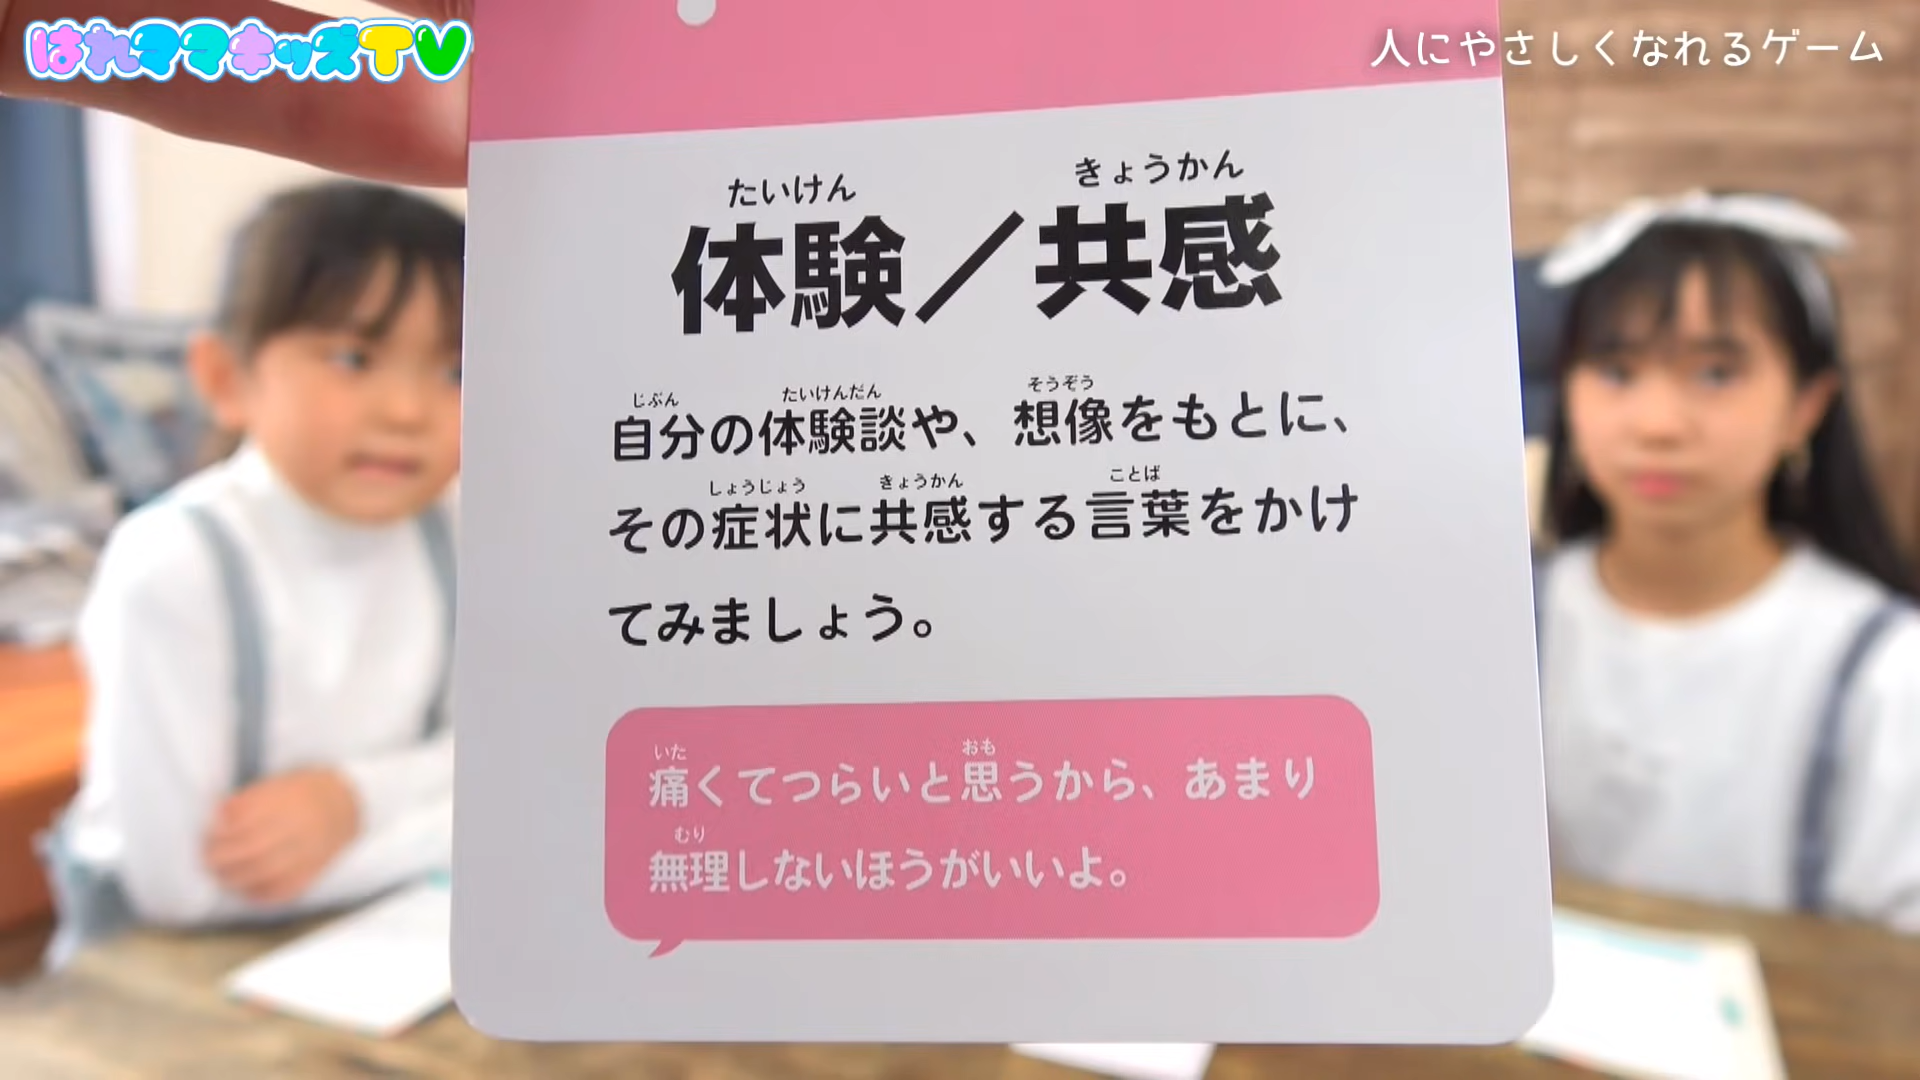 はれママキッズTV
人にやさしくなれるゲーム
たいけん きょうかん
体験／共感
じぶん たいけんだん そうぞう
自分の体験談や、想像をもとに、
しょうじょう きょうかん ことば
その症状に共感する言葉をかけ
てみましょう。
いた おも
痛くてつらいと思うから、あまり
むり
無理しないほうがいいよ。